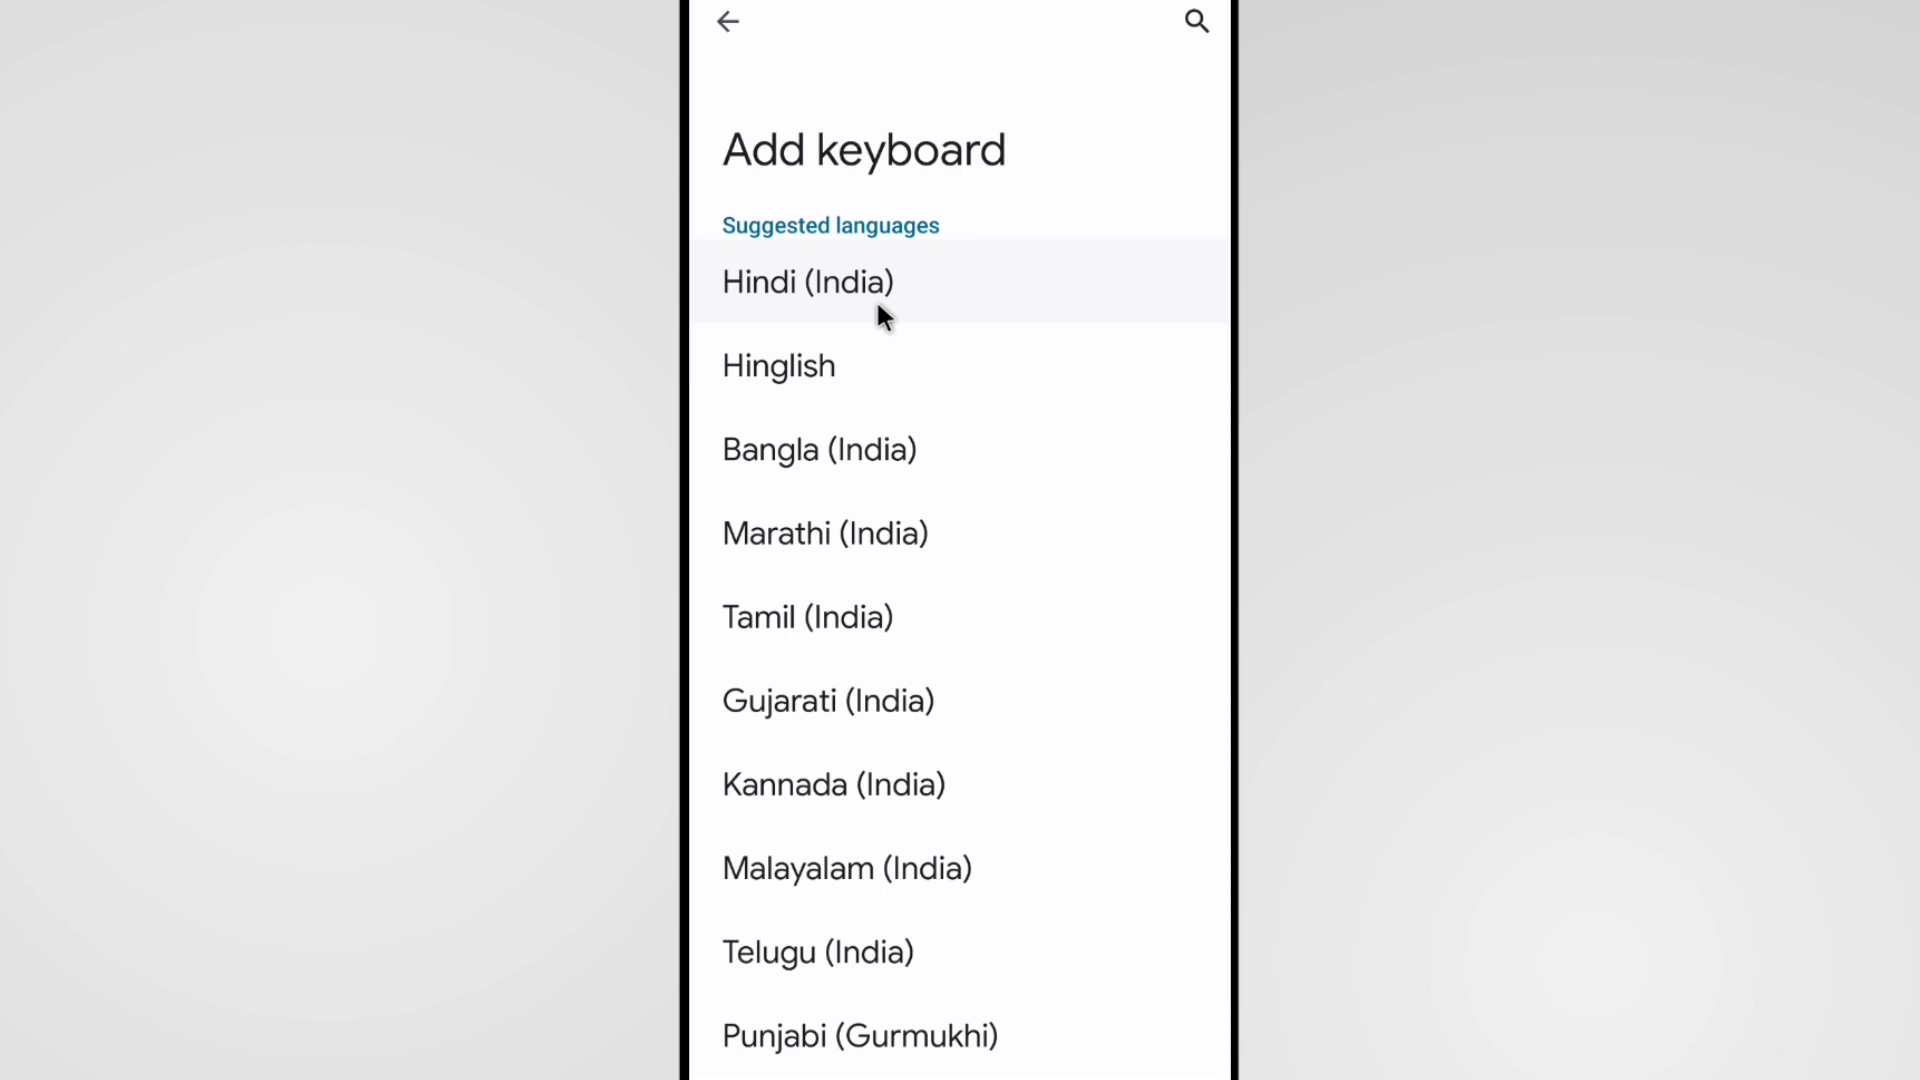 Add keyboard
Suggested languages
Hindi (India)
Hinglish
Bangla (India)
Marathi (India)
Tamil (India)
Gujarati (India)
Kannada (India)
Malayalam (India)
Telugu (India)
Punjabi (Gurmukhi)